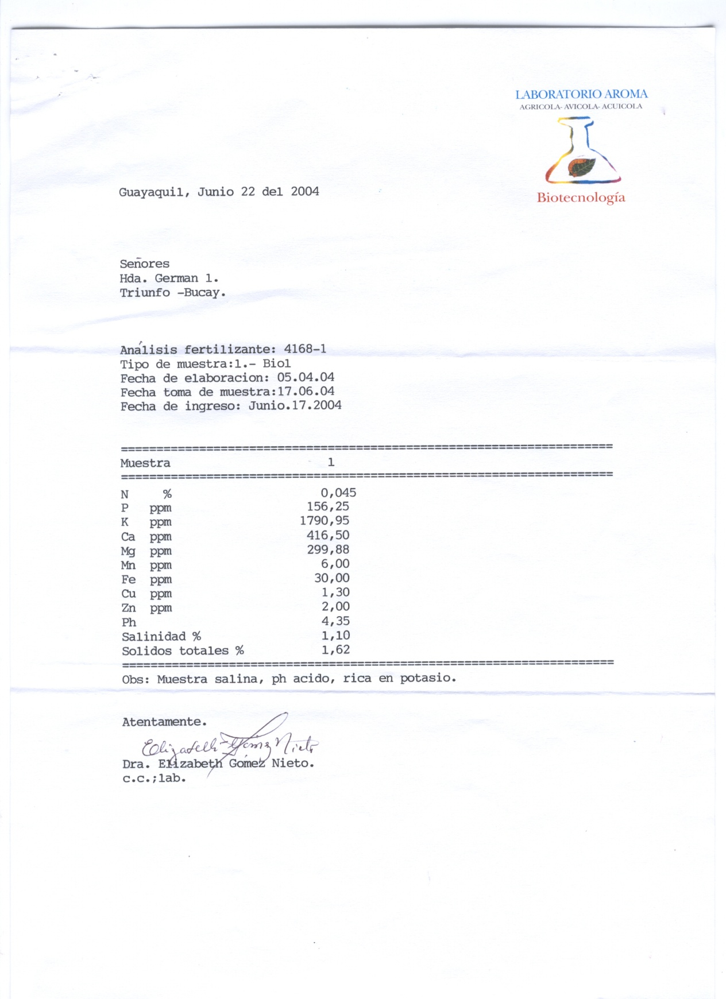 LABORATORIO AROMA
AGRICOLA- AVICOLA- ACUICOLA
Biotecnología
Guayaquil, Junio 22 del 2004
Señores
Hda. German 1.
Triunfo -Bucay.
Análisis fertilizante: 4168-1
Tipo de muestra:1.- Biol
Fecha de elaboracion: 05.04.04
Fecha toma de muestra:17.06.04
Fecha de ingreso: Junio.17.2004
=====================================================================
Muestra 1
=====================================================================
N % 0,045
P ppm 156,25
K ppm 1790,95
Ca ppm 416,50
Mg ppm 299,88
Mn ppm 6,00
Fe ppm 30,00
Cu ppm 1,30
Zn ppm 2,00
Ph 4,35
Salinidad % 1,10
Solidos totales % 1,62
=====================================================================
Obs: Muestra salina, ph acido, rica en potasio.
Atentamente.
Elizabeth Gómez Nieto
Dra. Elizabeth Gómez Nieto.
c.c.;lab.